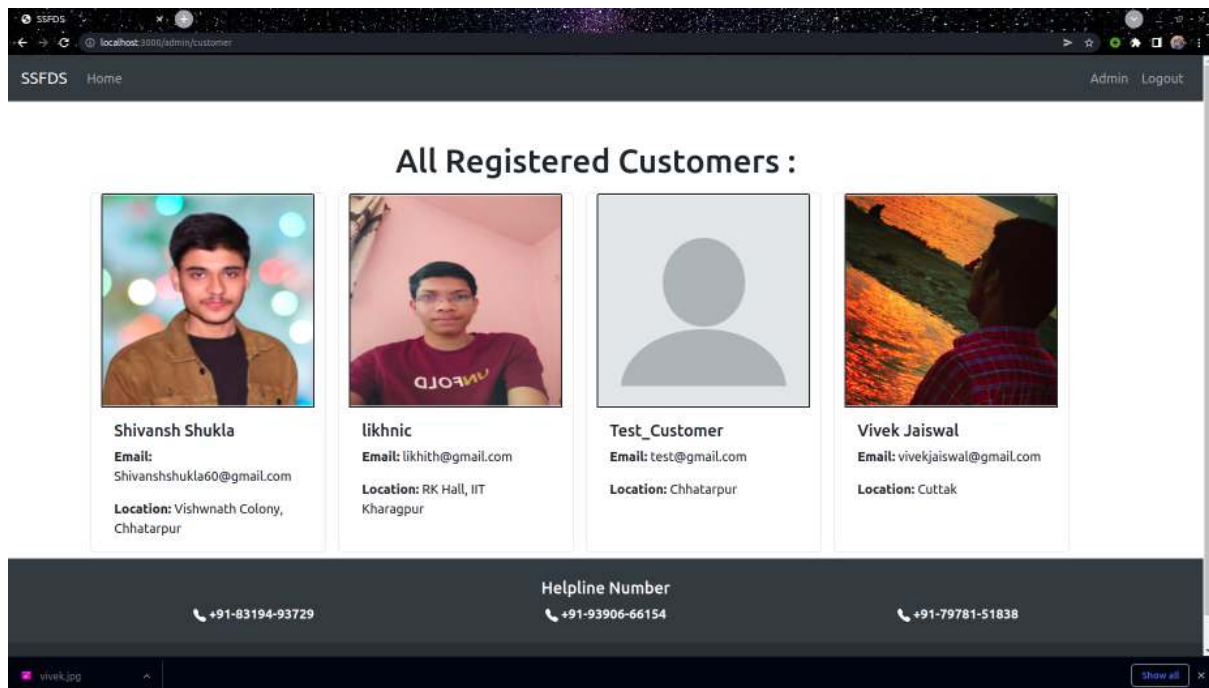 SSFDS
localhost:3000/admin/customer
SSFDS Home Admin Logout
All Registered Customers :
UNFOLD
Shivansh Shukla
Email:
Shivanshshukla60@gmail.com
Location: Vishwnath Colony,
Chhatarpur
likhnic
Email: likhith@gmail.com
Location: RK Hall, IIT
Kharagpur
Test_Customer
Email: test@gmail.com
Location: Chhatarpur
Vivek Jaiswal
Email: vivekjaiswal@gmail.com
Location: Cuttak
Helpline Number
+91-83194-93729 +91-93906-66154 +91-79781-51838
vivek.jpg Show all